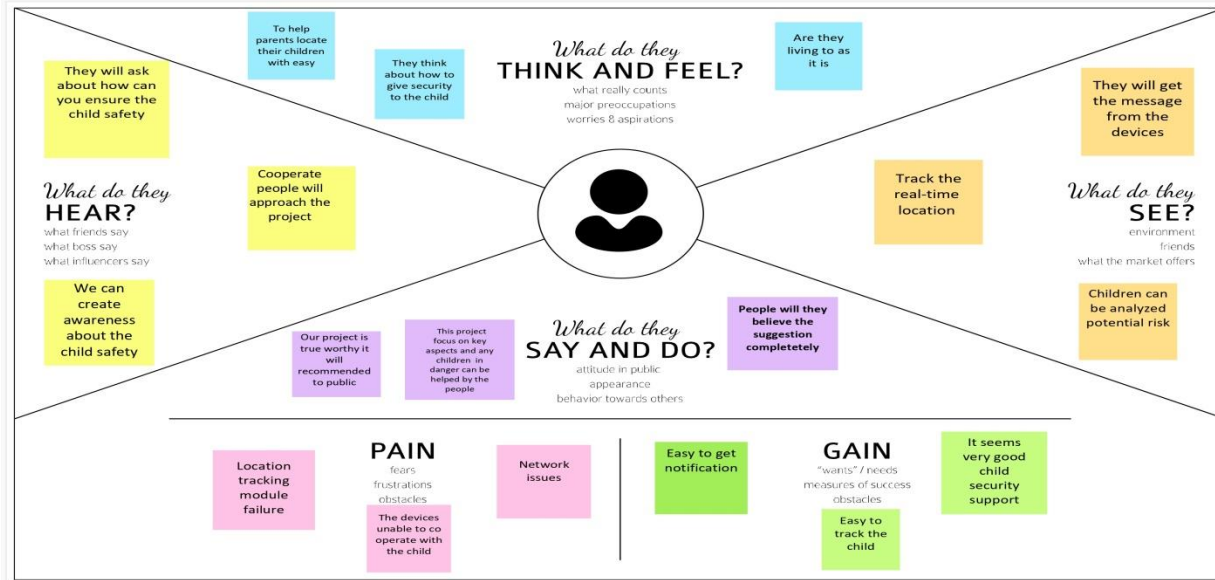 To help
parents locate
their children
with easy
They think
about how to
give security
to the child
What do they
THINK AND FEEL?
what really counts
major preoccupations
worries 8 aspirations
Are they
living to as
it is
They will ask
about how can
you ensure the
child safety
Cooperate
people will
approach the
project
What do they
HEAR?
what friends say
what boss say
what influencers say
We can
create
awareness
about the
child safety
They will get
the message
from the
devices
Track the
real-time
location
What do they
SEE?
environment
friends
what the market offers
Children can
be analyzed
potential risk
Our project is
true worthy it
will
recommended
to public
This project
focus on key
aspects and any
children in
danger can be
helped by the
people
What do they
SAY AND DO?
attitude in public
appearance
behavior towards others
People will they
believe the
suggestion
completetely
Location
tracking
module
failure
PAIN
fears
frustrations
obstacles
The devices
unable to co
operate with
the child
Network
issues
Easy to get
notification
GAIN
"wants" / needs
measures of success
obstacles
Easy to
track the
child
It seems
very good
child
security
support